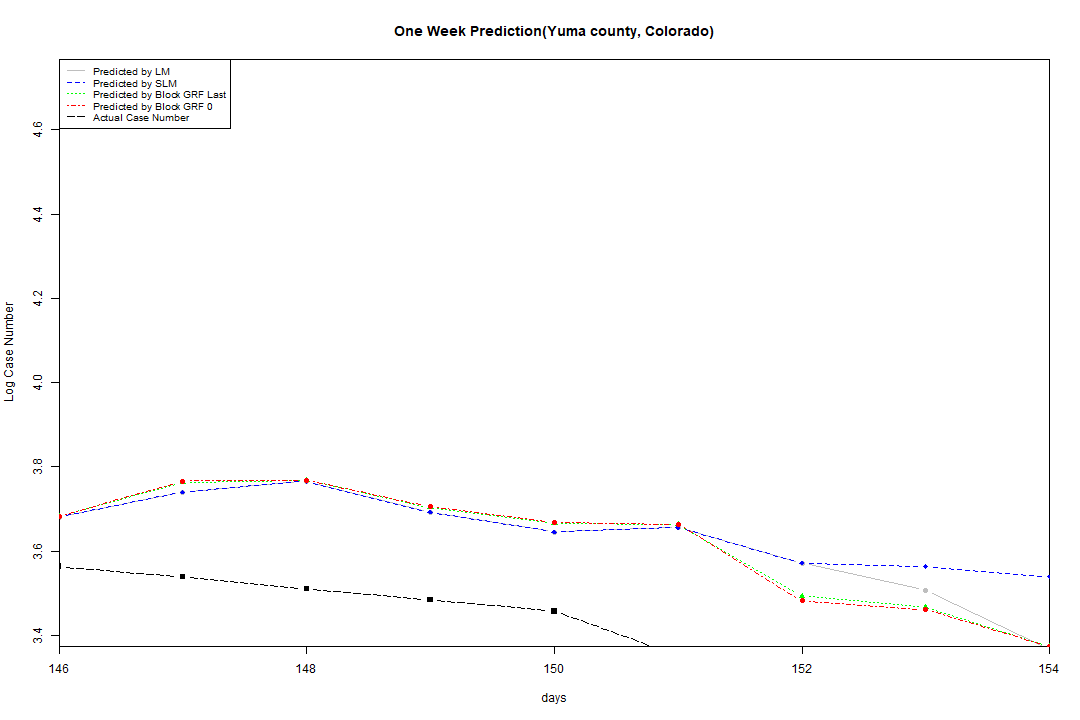 One Week Prediction(Yuma county, Colorado)
Predicted by LM
Predicted by SLM
Predicted by Block GRF Last
Predicted by Block GRF 0
Actual Case Number
4.6
4.4
4.2
4.0
3.8
3.6
3.4
Log Case Number
146 148 150 152 154
days